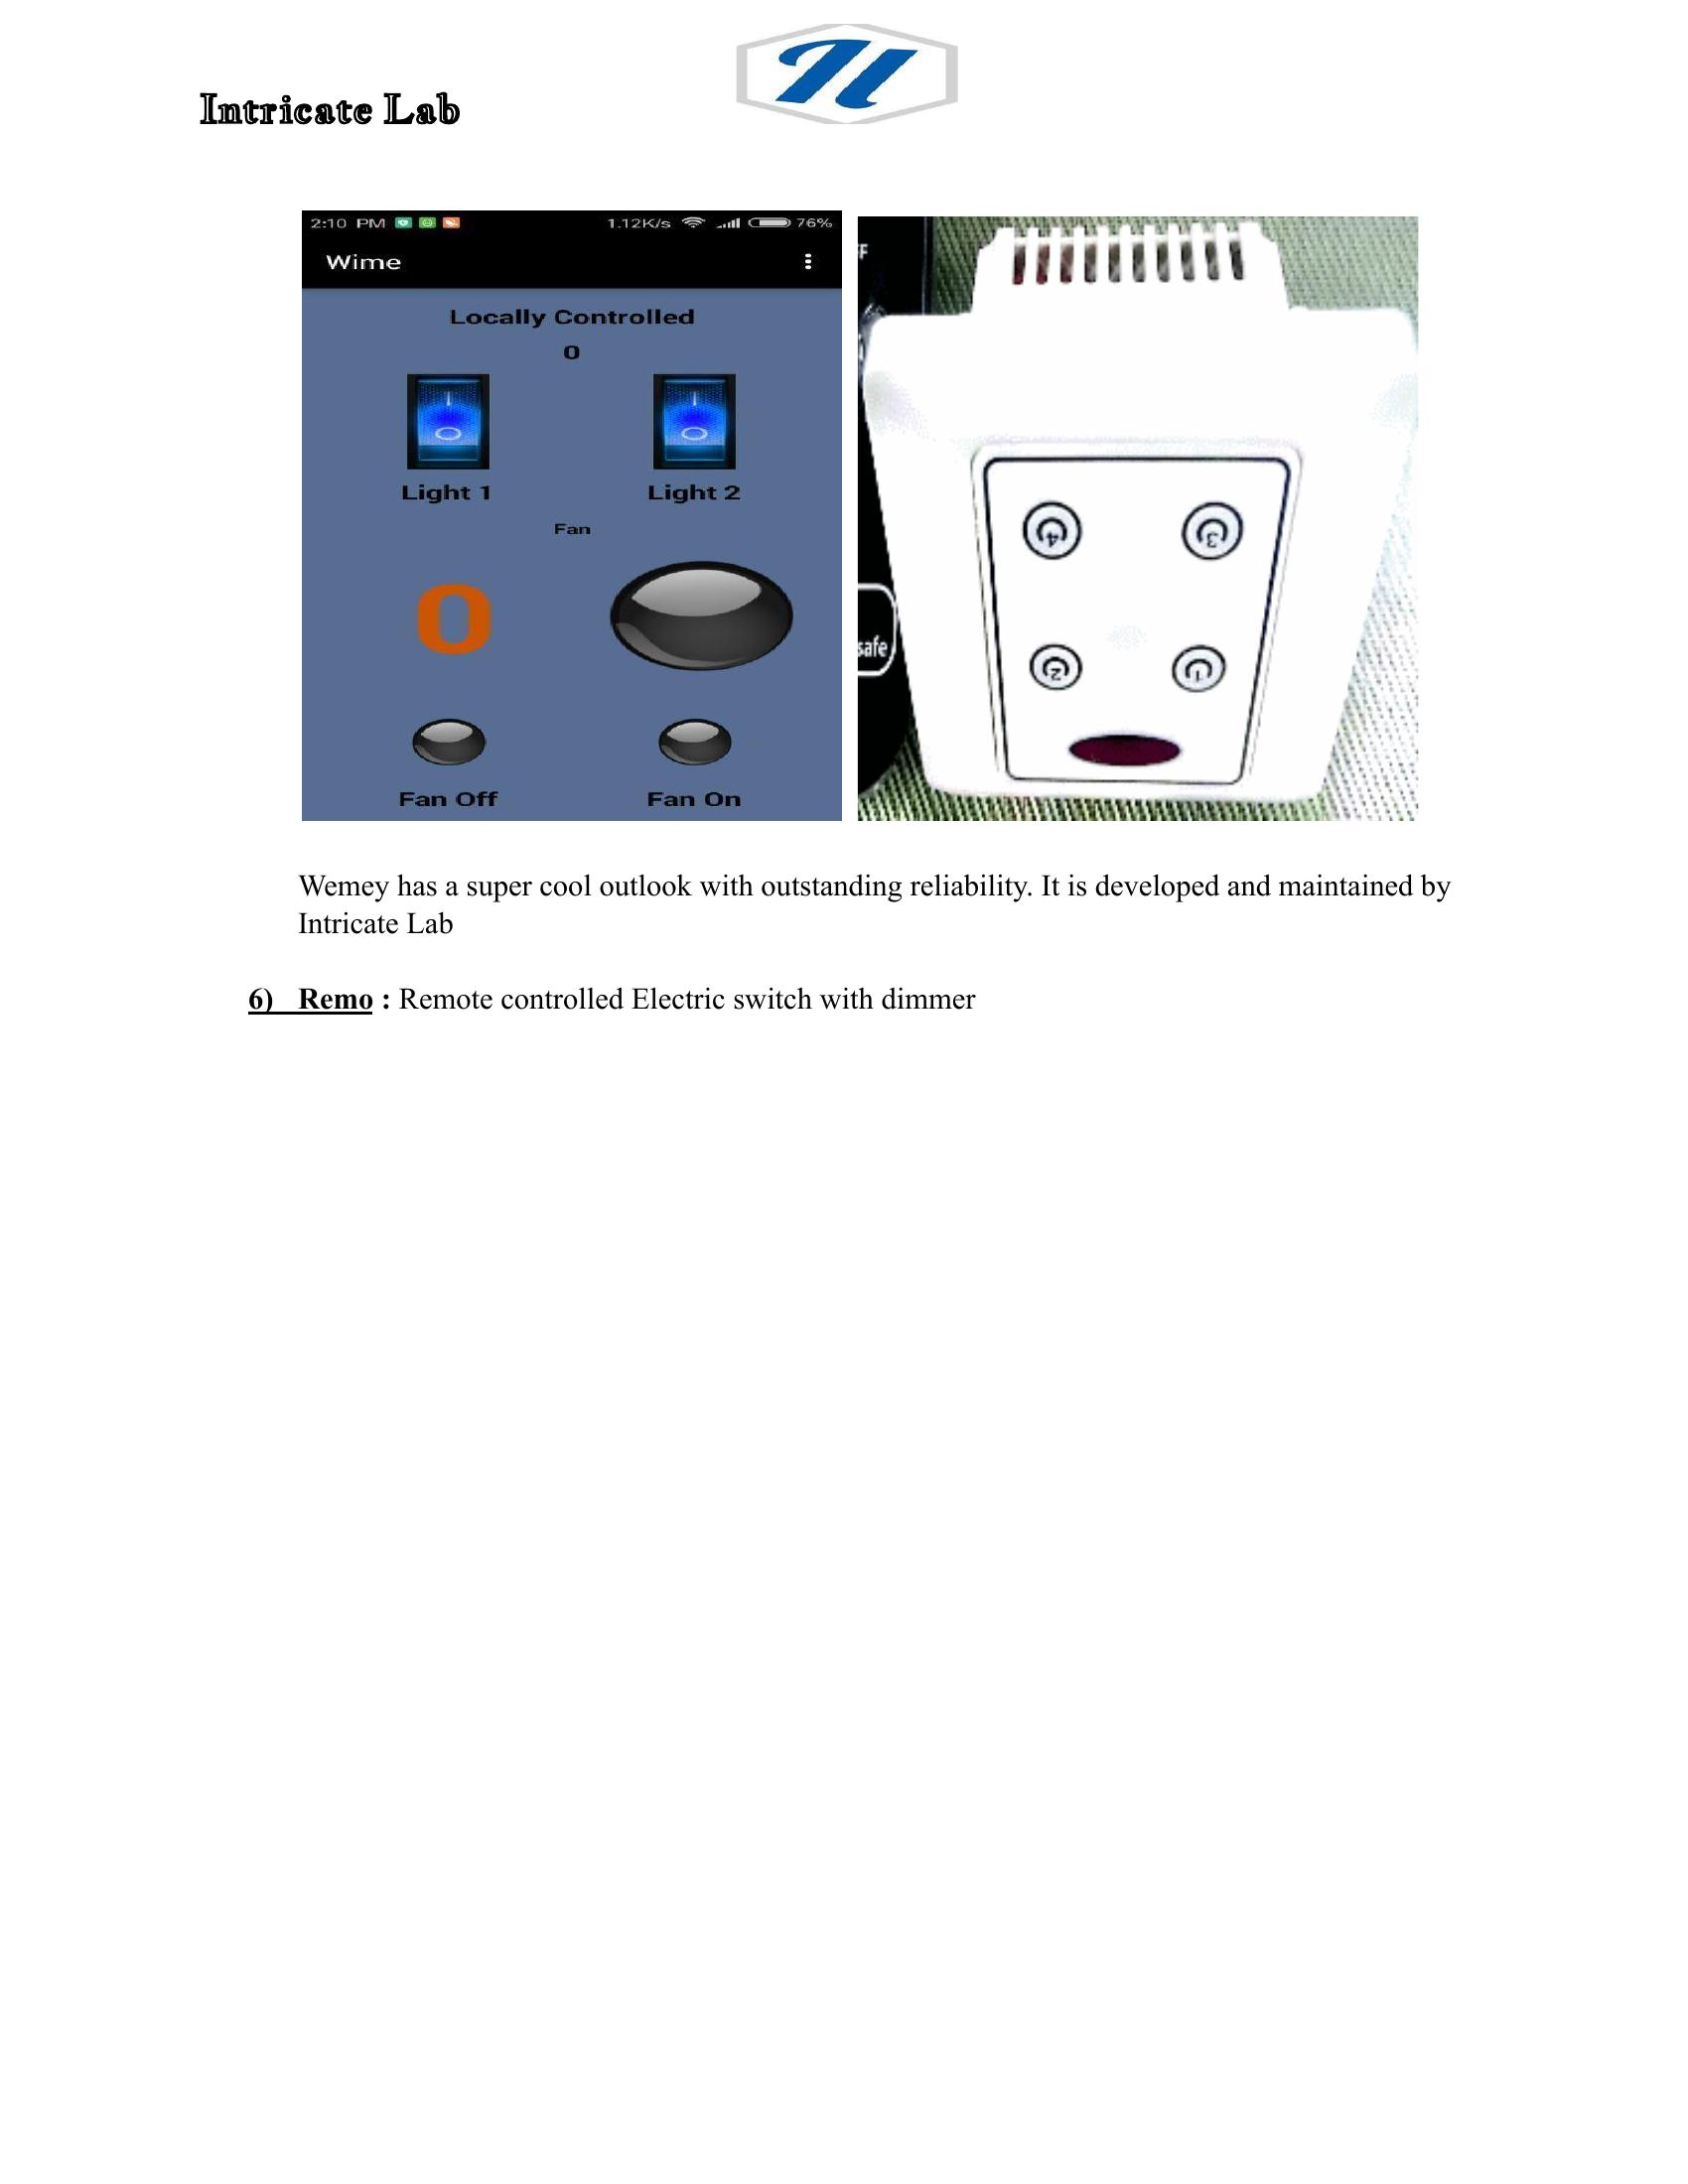 Intricate Lab
2:10 PM 1.12K/s 76%
Wime
Locally Controlled
0
Light 1 Light 2
Fan
0
Fan Off Fan On
F
4 3
safe
2 1
Wemey has a super cool outlook with outstanding reliability. It is developed and maintained by
Intricate Lab
6) Remo : Remote controlled Electric switch with dimmer